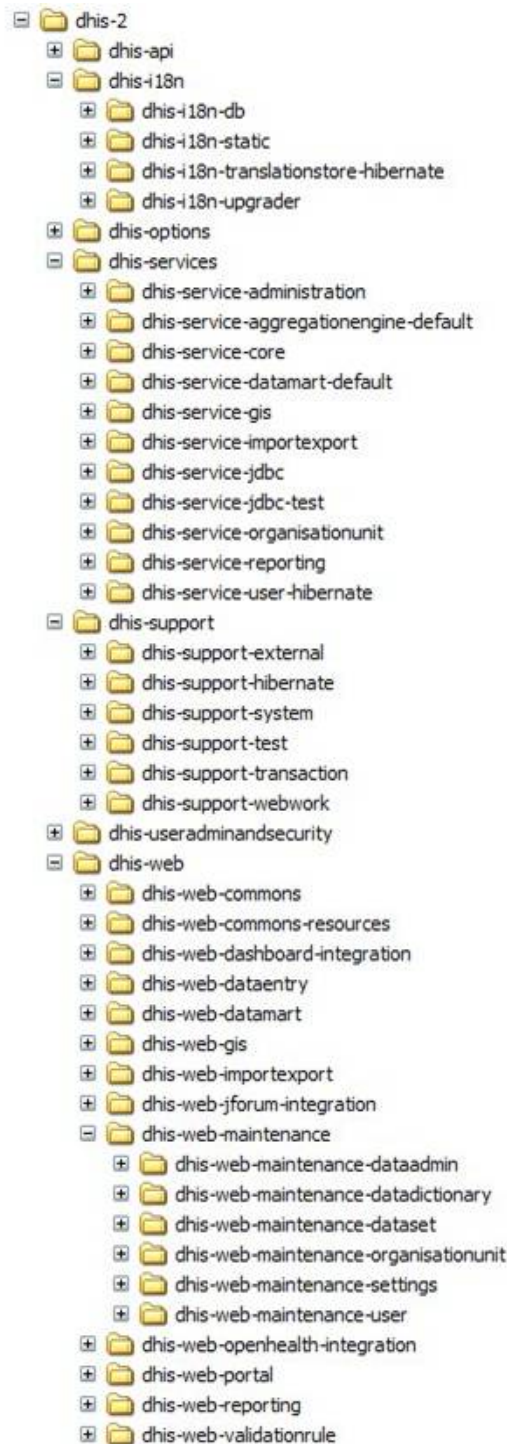 dhis-2
dhis-api
dhis-i18n
dhis-i18n-db
dhis-i18n-static
dhis-i18n-translationstore-hibernate
dhis-i18n-upgrader
dhis-options
dhis-services
dhis-service-administration
dhis-service-aggregationengine-default
dhis-service-core
dhis-service-datamart-default
dhis-service-gis
dhis-service-importexport
dhis-service-jdbc
dhis-service-jdbc-test
dhis-service-organisationunit
dhis-service-reporting
dhis-service-user-hibernate
dhis-support
dhis-support-external
dhis-support-hibernate
dhis-support-system
dhis-support-test
dhis-support-transaction
dhis-support-webwork
dhis-useradminandsecurity
dhis-web
dhis-web-commons
dhis-web-commons-resources
dhis-web-dashboard-integration
dhis-web-dataentry
dhis-web-datamart
dhis-web-gis
dhis-web-importexport
dhis-web-jforum-integration
dhis-web-maintenance
dhis-web-maintenance-dataadmin
dhis-web-maintenance-datadictionary
dhis-web-maintenance-dataset
dhis-web-maintenance-organisationunit
dhis-web-maintenance-settings
dhis-web-maintenance-user
dhis-web-openhealth-integration
dhis-web-portal
dhis-web-reporting
dhis-web-validationrule